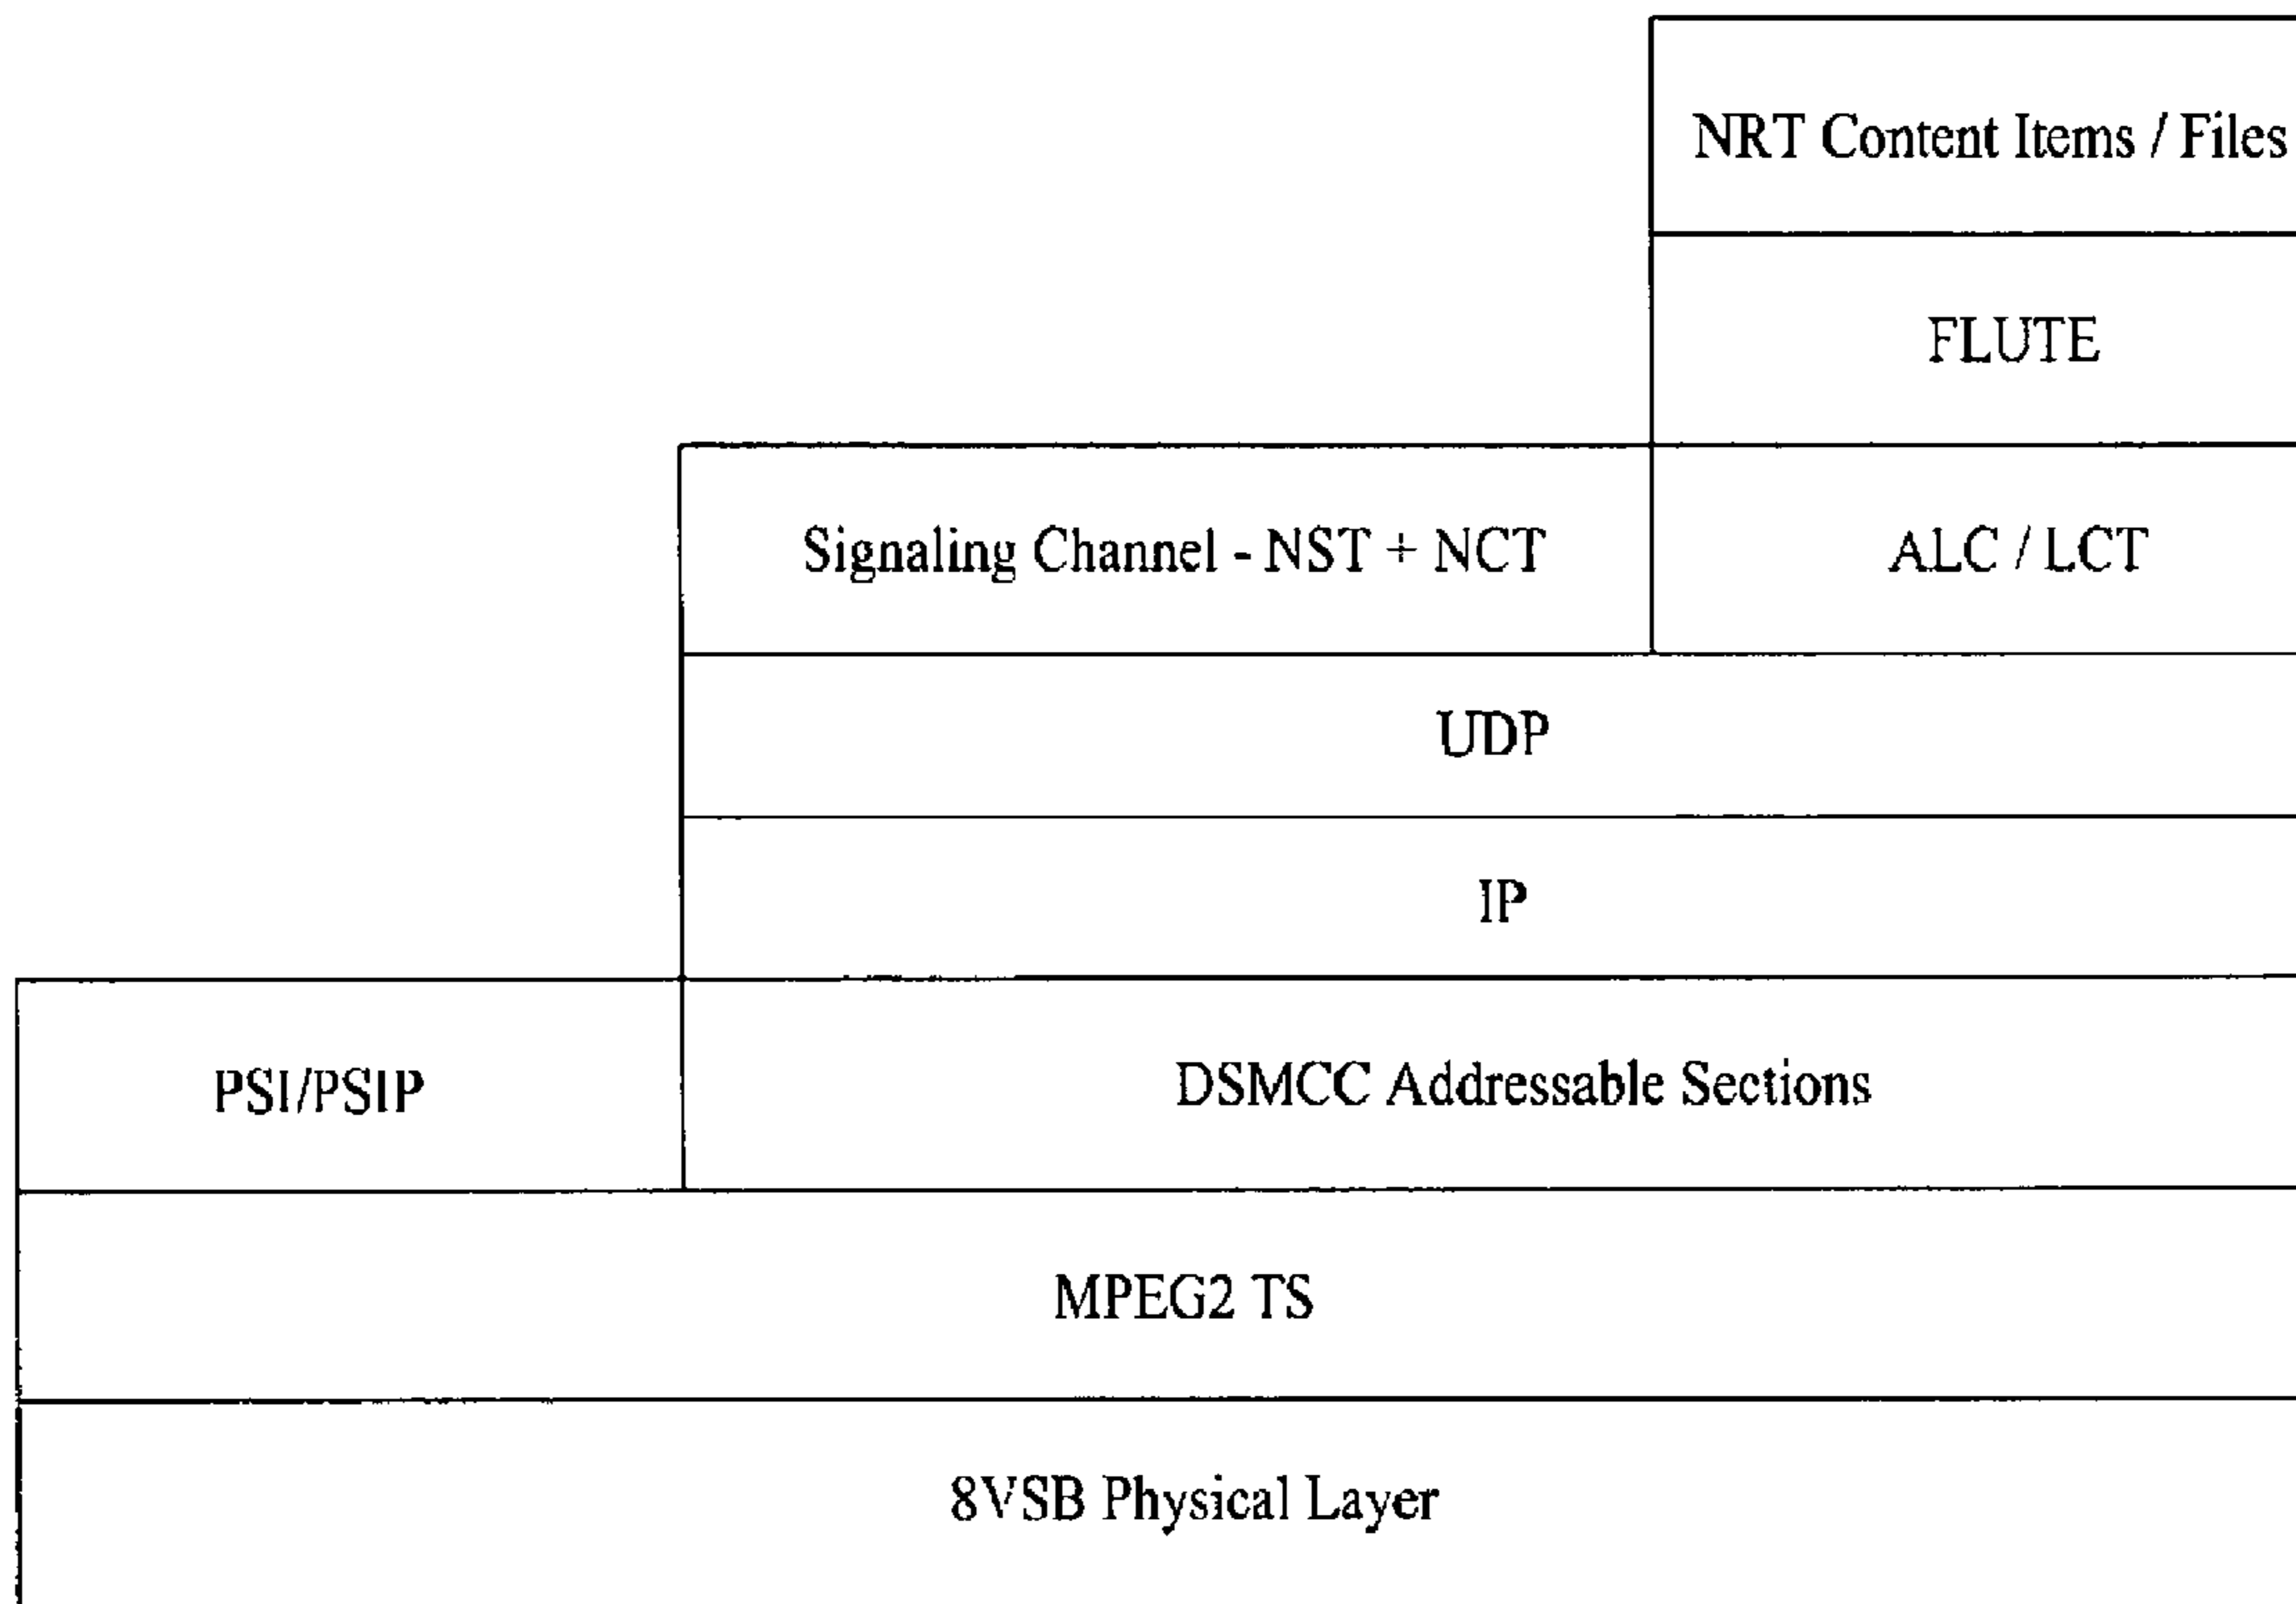 NRT Content Items / Files
FLUTE
Signaling Channel - NST + NCT
ALC / LCT
UDP
IP
PSI/PSIP
DSMCC Addressable Sections
MPEG2 TS
8VSB Physical Layer